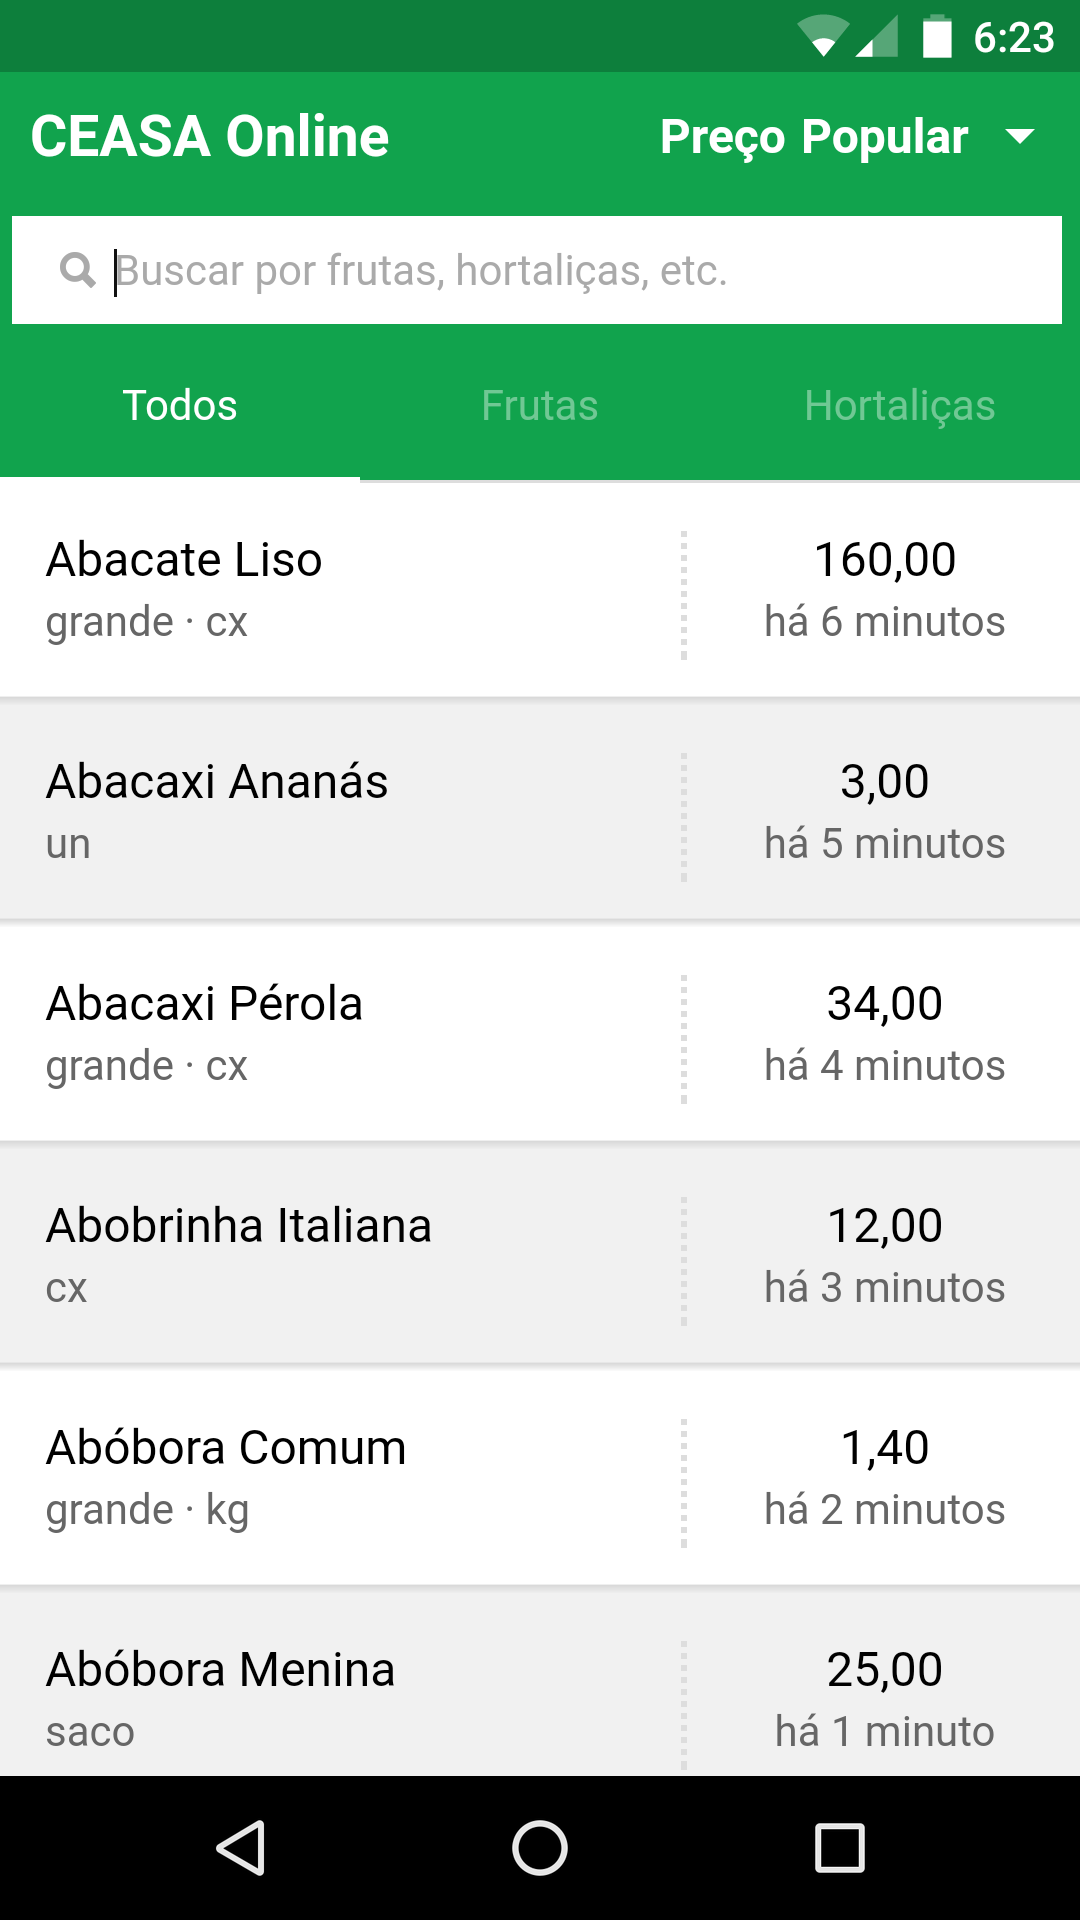 6:23
CEASA Online
Preço Popular
Buscar por frutas, hortaliças, etc.
Todos
Frutas
Hortaliças
Abacate Liso
160,00
grande · cx
há 6 minutos
Abacaxi Ananás
3,00
un
há 5 minutos
Abacaxi Pérola
34,00
grande · cx
há 4 minutos
Abobrinha Italiana
12,00
cx
há 3 minutos
Abóbora Comum
1,40
grande · kg
há 2 minutos
Abóbora Menina
25,00
saco
há 1 minuto